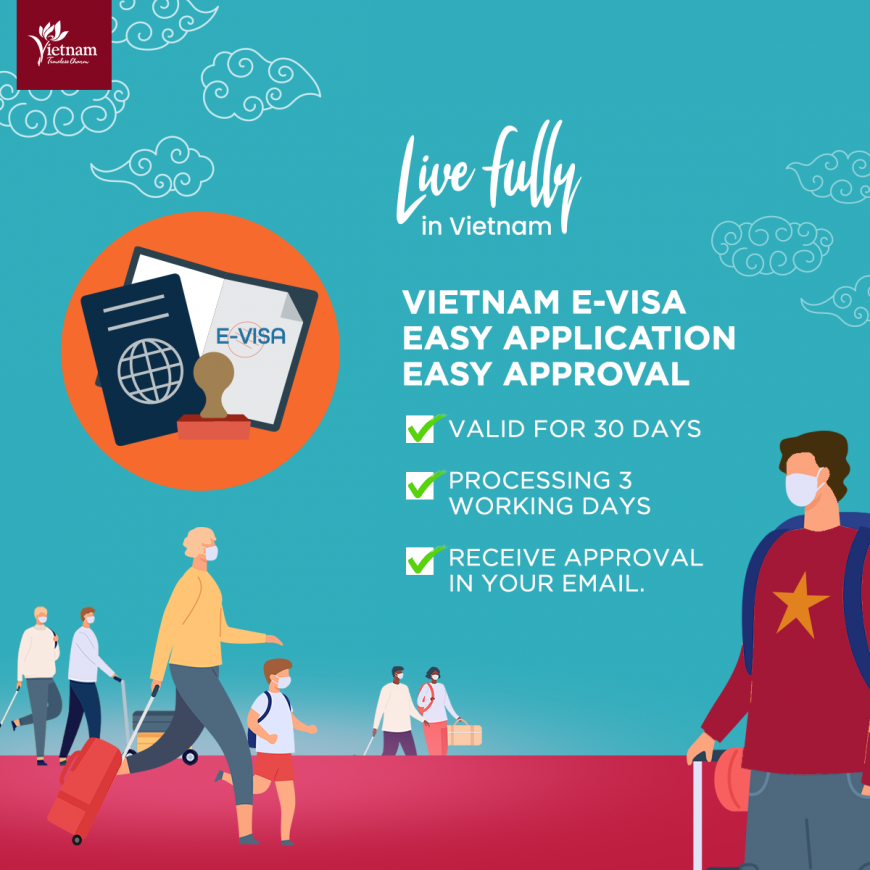 Vietnam
Timeless Charm
Live fully
in Vietnam
E-VISA
VIETNAM E-VISA
EASY APPLICATION
EASY APPROVAL
VALID FOR 30 DAYS
PROCESSING 3
WORKING DAYS
RECEIVE APPROVAL
IN YOUR EMAIL.